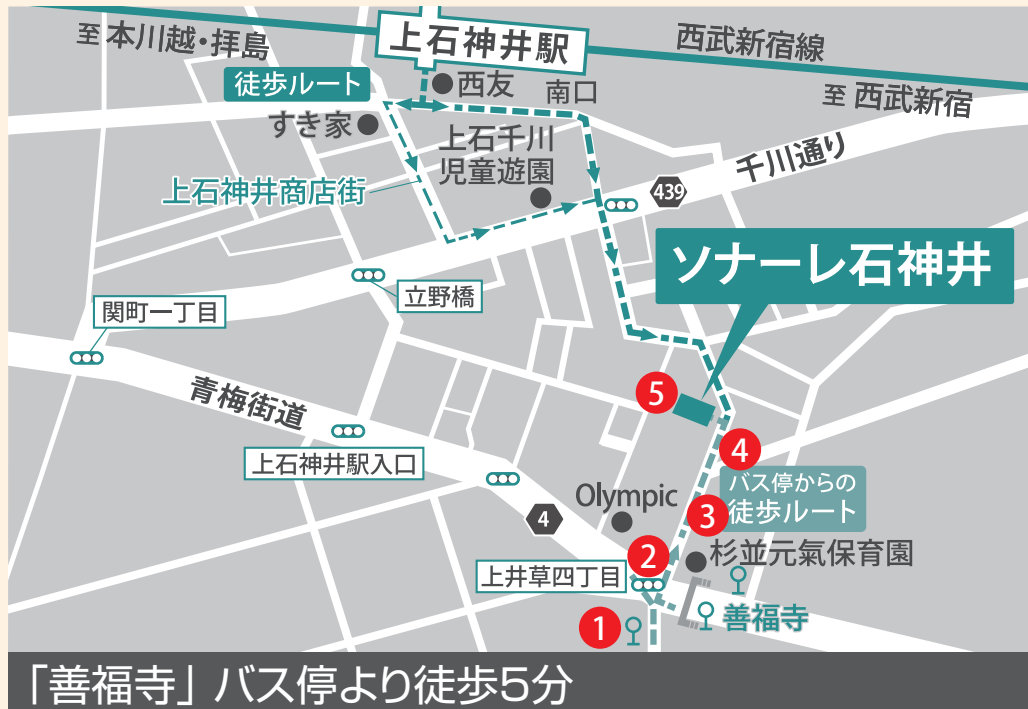 上石神井駅
至 本川越・拝島
西武新宿線
至 西武新宿
徒歩ルート
西友
南口
すき家
上石千川
児童遊園
千川通り
439
上石神井商店街
ソナーレ石神井
立野橋
関町一丁目
青梅街道
5
4
上石神井駅入口
バス停からの
徒歩ルート
Olympic
3
4
2
杉並元氣保育園
上井草四丁目
善福寺
1
「善福寺」バス停より徒歩5分